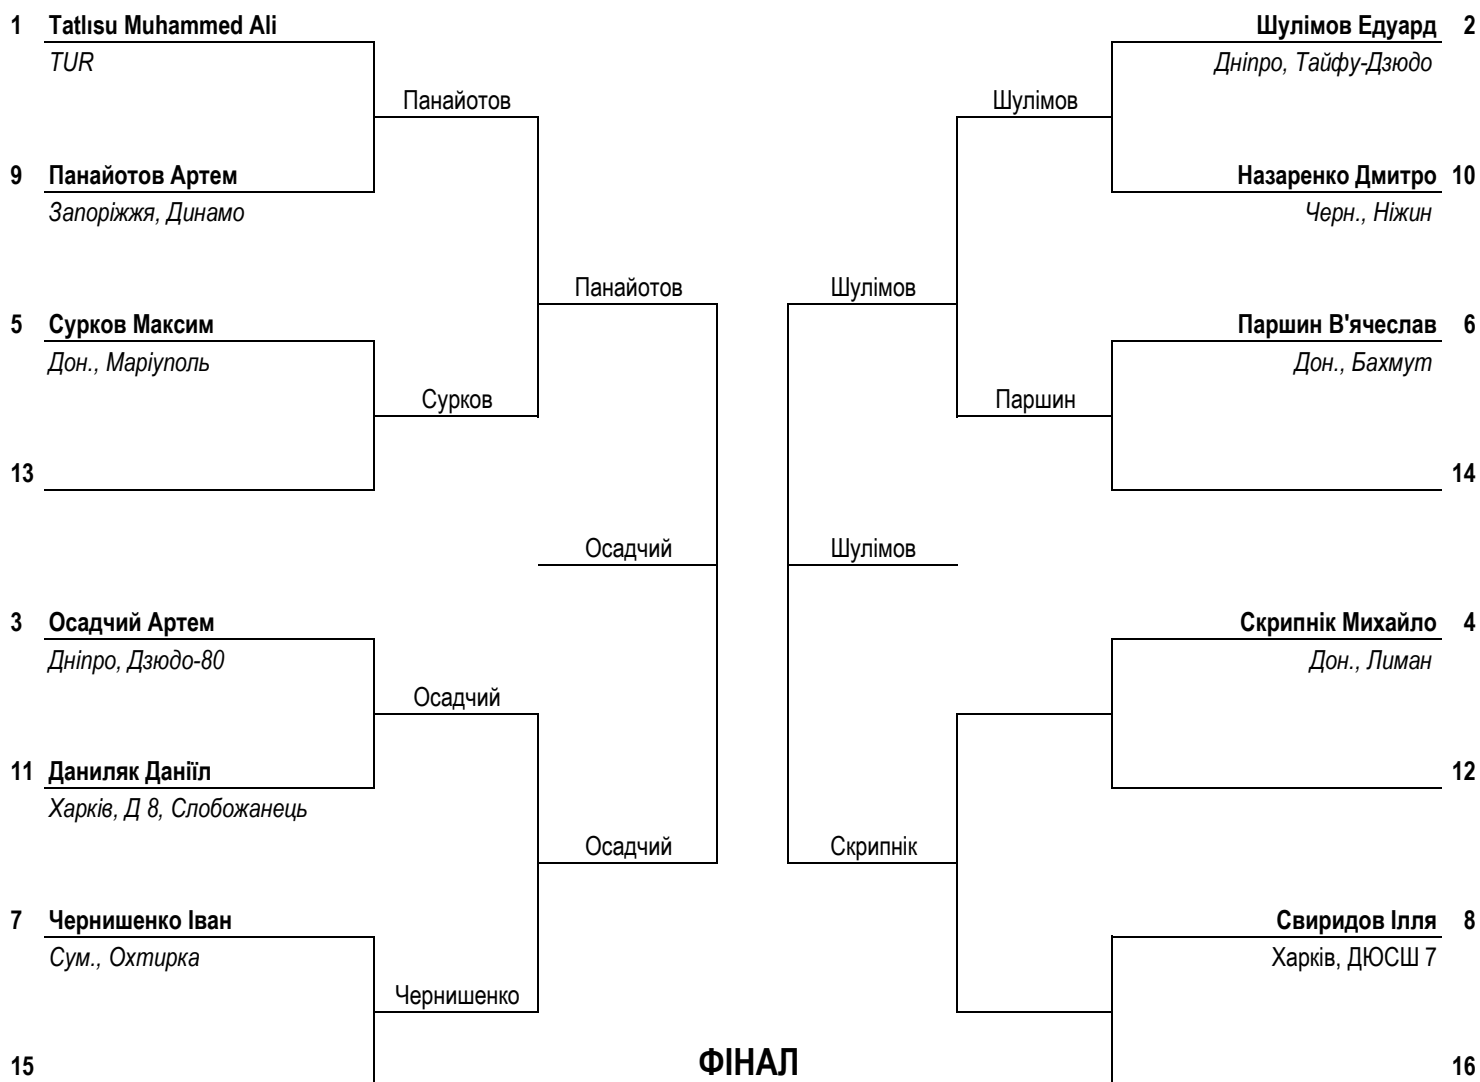 1 Tatlısu Muhammed Ali
Шулімов Едуард 2
TUR
Дніпро, Тайфу-Дзюдо
Панайотов
Шулімов
9 Панайотов Артем
Назаренко Дмитро 10
Запоріжжя, Динамо
Черн., Ніжин
Панайотов
Шулімов
5 Сурков Максим
Паршин В'ячеслав 6
Дон., Маріуполь
Дон., Бахмут
Сурков
Паршин
13
14
Осадчий
Шулімов
3 Осадчий Артем
Скрипнік Михайло 4
Дніпро, Дзюдо-80
Дон., Лиман
Осадчий
11 Даниляк Даніїл
12
Харків, Д 8, Слобожанець
Осадчий
Скрипнік
7 Чернишенко Іван
Свиридов Ілля 8
Сум., Охтирка
Харків, ДЮСШ 7
Чернишенко
15
ФІНАЛ
16